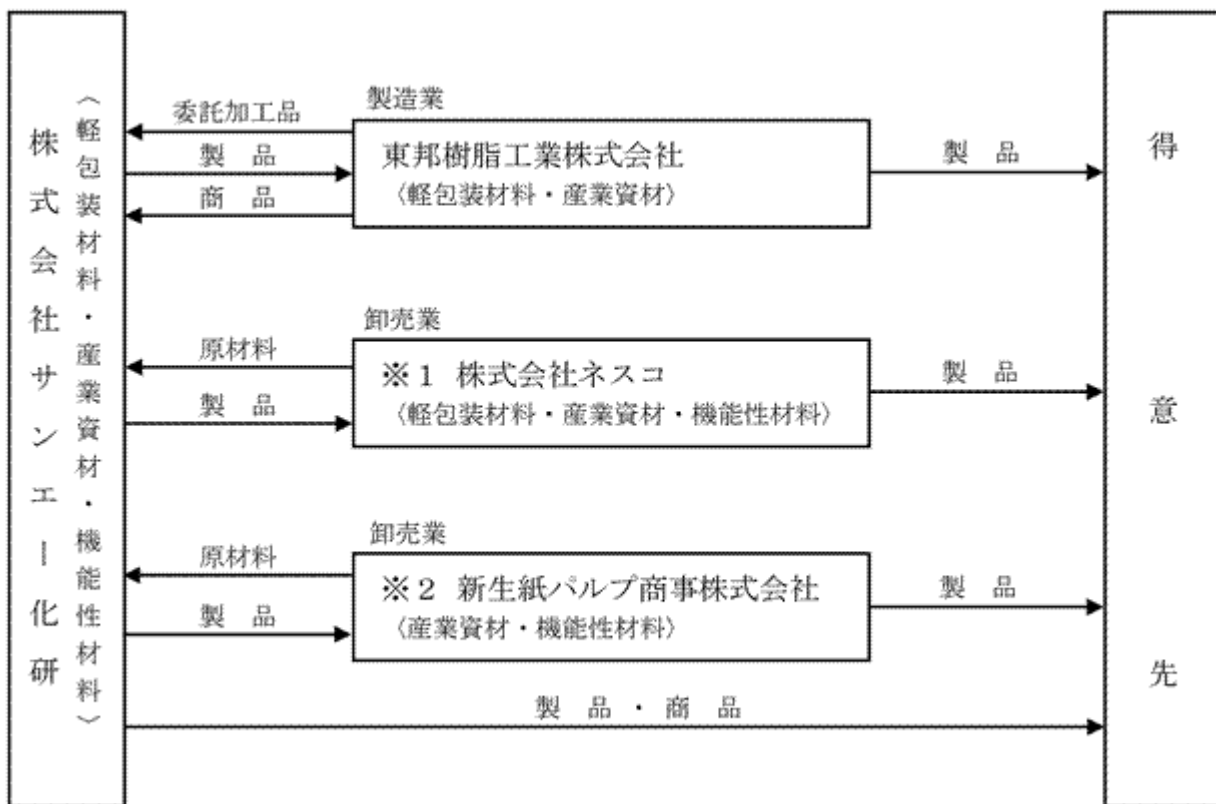 株式会社サンエー化研
〈軽包装材料・産業資材・機能性材料〉
委託加工品
製品
商品
製造業
東邦樹脂工業株式会社
〈軽包装材料・産業資材〉
製品
原材料
製品
卸売業
※1 株式会社ネスコ
〈軽包装材料・産業資材・機能性材料〉
製品
原材料
製品
卸売業
※2 新生紙パルプ商事株式会社
〈産業資材・機能性材料〉
製品
製品・商品
得意先